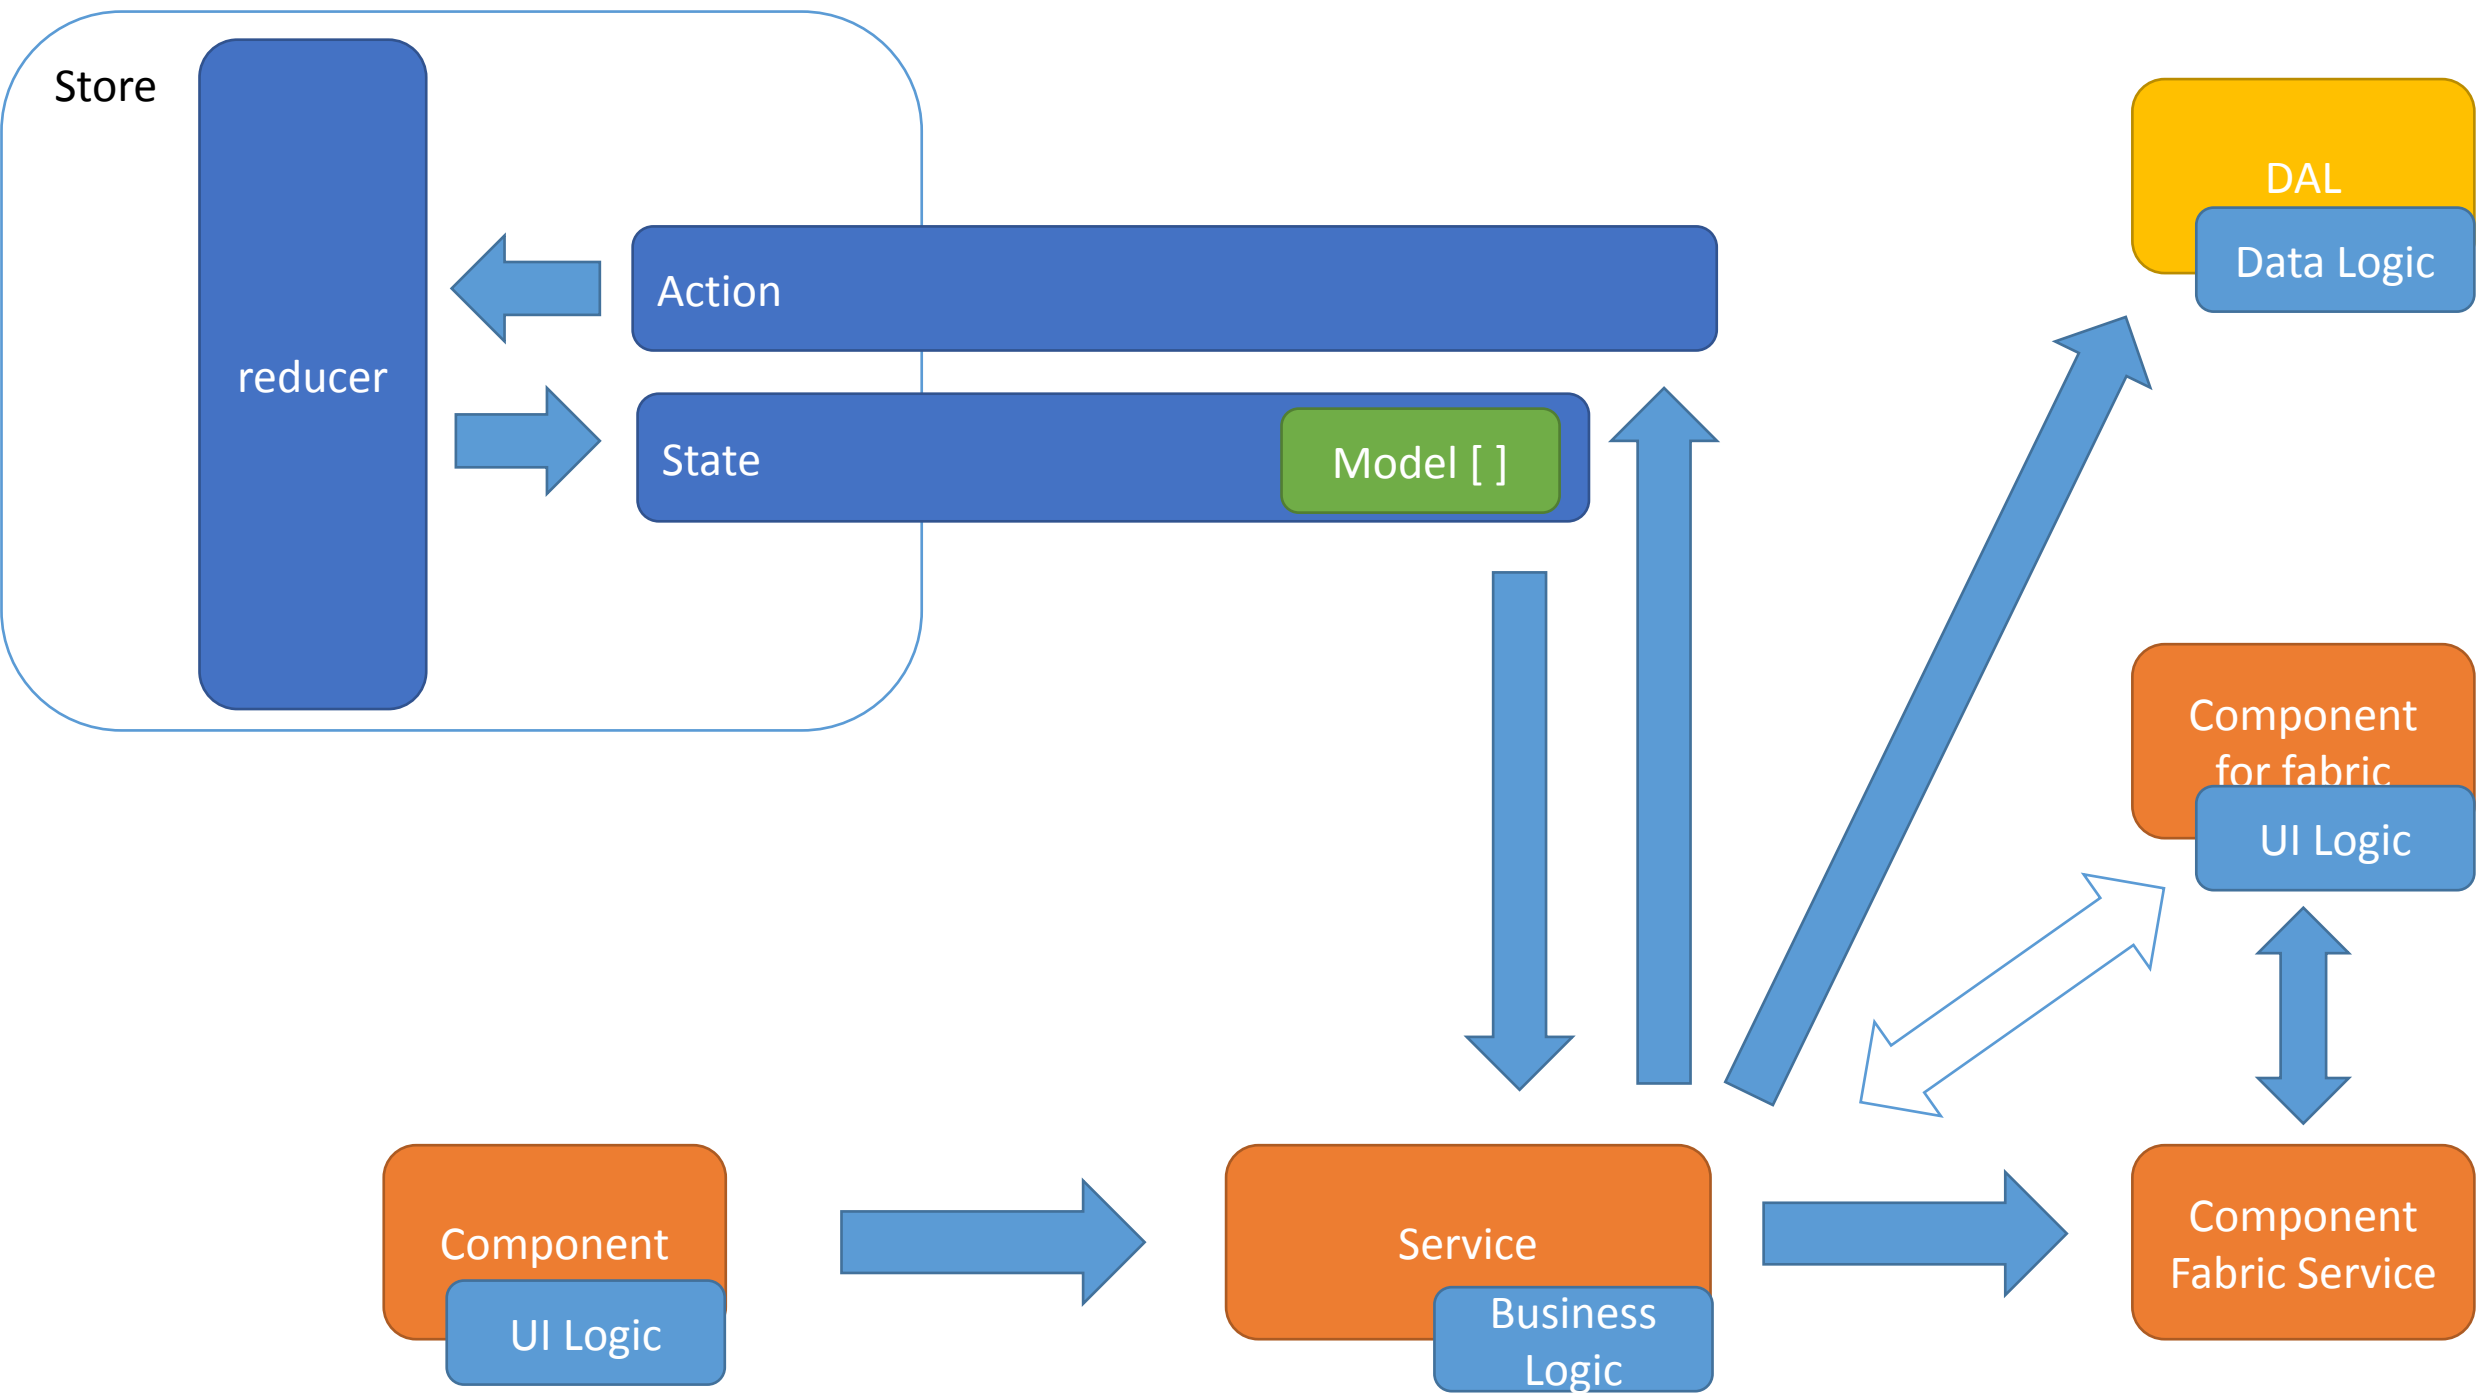 Store
reducer
Action
State
Model [ ]
DAL
Data Logic
Component
for fabric
UI Logic
Component
UI Logic
Service
Business
Logic
Component
Fabric Service